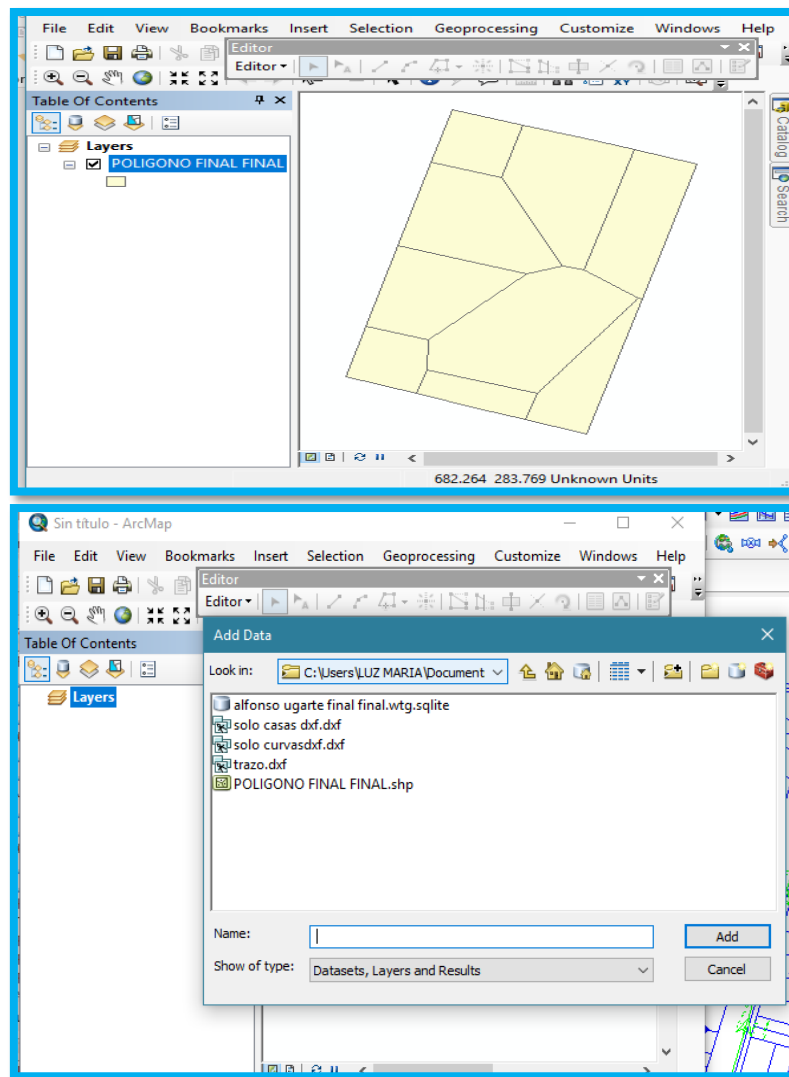 File Edit View Bookmarks Insert Selection Geoprocessing Customize Windows Help
Editor
Editor
Table Of Contents
Layers
POLIGONO FINAL FINAL
Catalog
Search
XY
682.264 283.769 Unknown Units
Sin título - ArcMap
File Edit View Bookmarks Insert Selection Geoprocessing Customize Windows Help
Editor
Editor
Table Of Contents
Layers
Add Data
Look in: C:\Users\LUZ MARIA\Document
alfonso ugarte final final.wtg.sqlite
solo casas dxf.dxf
solo curvasdxf.dxf
trazo.dxf
POLIGONO FINAL FINAL.shp
Name:
Add
Show of type: Datasets, Layers and Results
Cancel